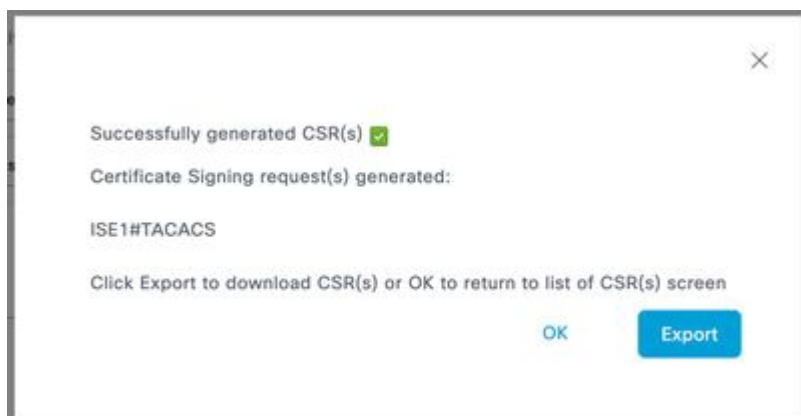 Successfully generated CSR(s) ✅
Certificate Signing request(s) generated:
ISE1#TACACS
Click Export to download CSR(s) or OK to return to list of CSR(s) screen
OK
Export